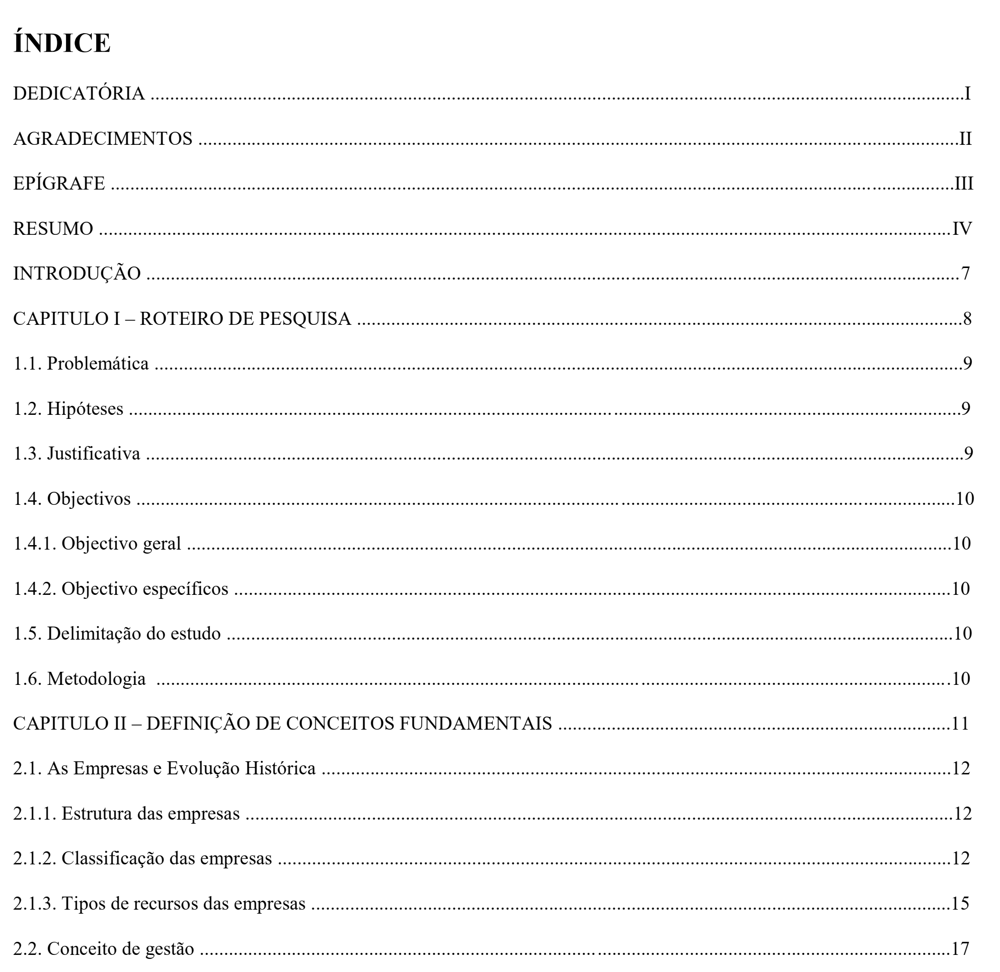 ÍNDICE
DEDICATÓRIA ........................................................................................................I
AGRADECIMENTOS ........................................................................................................II
EPÍGRAFE ........................................................................................................III
RESUMO ........................................................................................................IV
INTRODUÇÃO ........................................................................................................7
CAPITULO I – ROTEIRO DE PESQUISA ........................................................................................................8
1.1. Problemática ........................................................................................................9
1.2. Hipóteses ........................................................................................................9
1.3. Justificativa ........................................................................................................9
1.4. Objectivos ........................................................................................................10
1.4.1. Objectivo geral ........................................................................................................10
1.4.2. Objectivo específicos ........................................................................................................10
1.5. Delimitação do estudo ........................................................................................................10
1.6. Metodologia ........................................................................................................10
CAPITULO II – DEFINIÇÃO DE CONCEITOS FUNDAMENTAIS ................................................................................11
2.1. As Empresas e Evolução Histórica ........................................................................................................12
2.1.1. Estrutura das empresas ........................................................................................................12
2.1.2. Classificação das empresas ........................................................................................................12
2.1.3. Tipos de recursos das empresas ........................................................................................................15
2.2. Conceito de gestão ........................................................................................................17